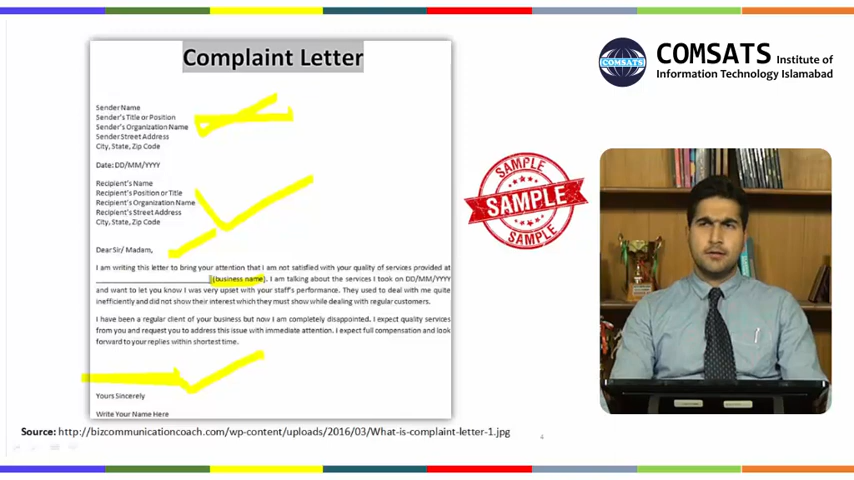 Complaint Letter
Sender Name
Sender's Title or Position
Sender's Organization Name
Sender Street Address
City, State, Zip Code
Date: DD/MM/YYYY
Recipient's Name
Recipient's Position or Title
Recipient's Organization Name
Recipient's Street Address
City, State, Zip Code
Dear Sir/ Madam,
I am writing this letter to bring your attention that I am not satisfied with your quality of services provided at
(business name). I am talking about the services I took on DD/MM/YYYY
and want to let you know I was very upset with your staff's performance. They used to deal with me quite
inefficiently and did not show their interest which they must show while dealing with regular customers.
I have been a regular client of your business but now I am completely disappointed. I expect quality services
from you and request you to address this issue with immediate attention. I expect full compensation and look
forward to your replies within shortest time.
Yours Sincerely
Write Your Name Here
Source: http://bizcommunicationcoach.com/wp-content/uploads/2016/03/What-is-complaint-letter-1.jpg
4
SAMPLE
SAMPLE
SAMPLE
COMSATS
COMSATS Institute of
Information Technology Islamabad